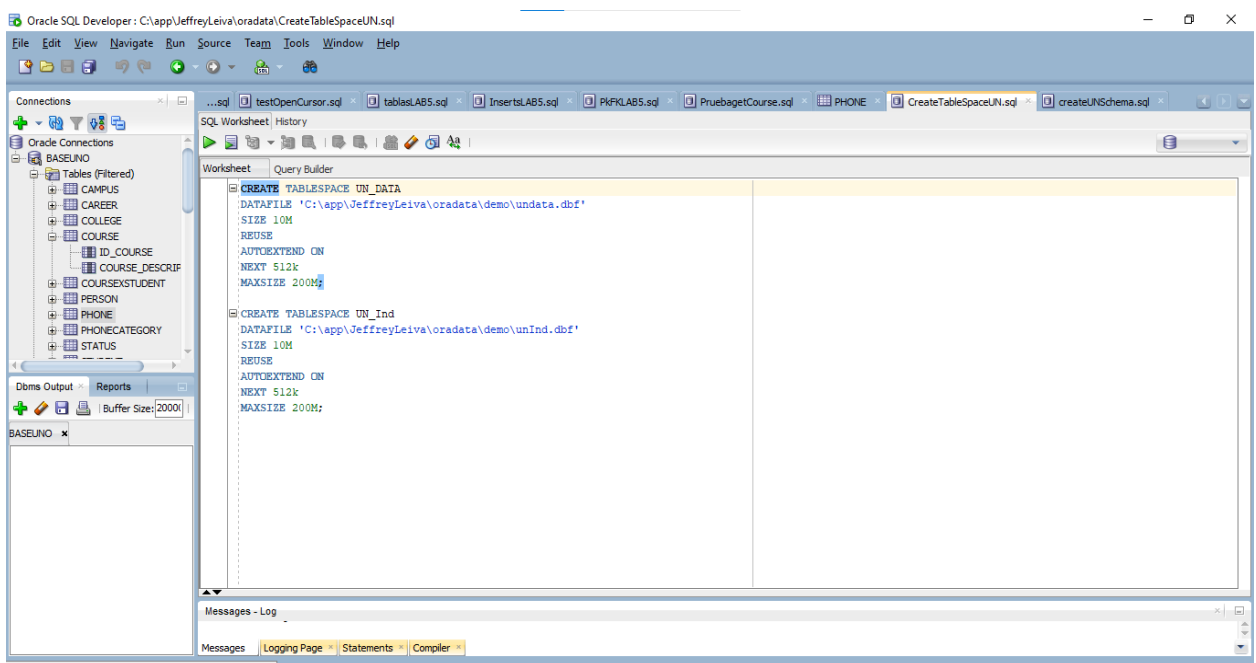 Oracle SQL Developer : C:\app\JeffreyLeiva\oradata\CreateTableSpaceUN.sql
File Edit View Navigate Run Source Team Tools Window Help
Connections
...sql testOpenCursor.sql tablasLAB5.sql InsertsLAB5.sql PkFKLAB5.sql PruebagetCourse.sql PHONE CreateTableSpaceUN.sql createUNSchema.sql
SQL Worksheet History
Oracle Connections
BASEUNO
Tables (Filtered)
CAMPUS
CAREER
COLLEGE
COURSE
ID_COURSE
COURSE_DESCRIP
COURSEXSTUDENT
PERSON
PHONE
PHONECATEGORY
STATUS
Worksheet Query Builder
CREATE TABLESPACE UN_DATA
DATAFILE 'C:\app\JeffreyLeiva\oradata\demo\undata.dbf'
SIZE 10M
REUSE
AUTOEXTEND ON
NEXT 512k
MAXSIZE 200M;
CREATE TABLESPACE UN_Ind
DATAFILE 'C:\app\JeffreyLeiva\oradata\demo\unInd.dbf'
SIZE 10M
REUSE
AUTOEXTEND ON
NEXT 512k
MAXSIZE 200M;
Dbms Output Reports
Buffer Size: 20000
BASEUNO
Messages - Log
Messages Logging Page Statements Compiler